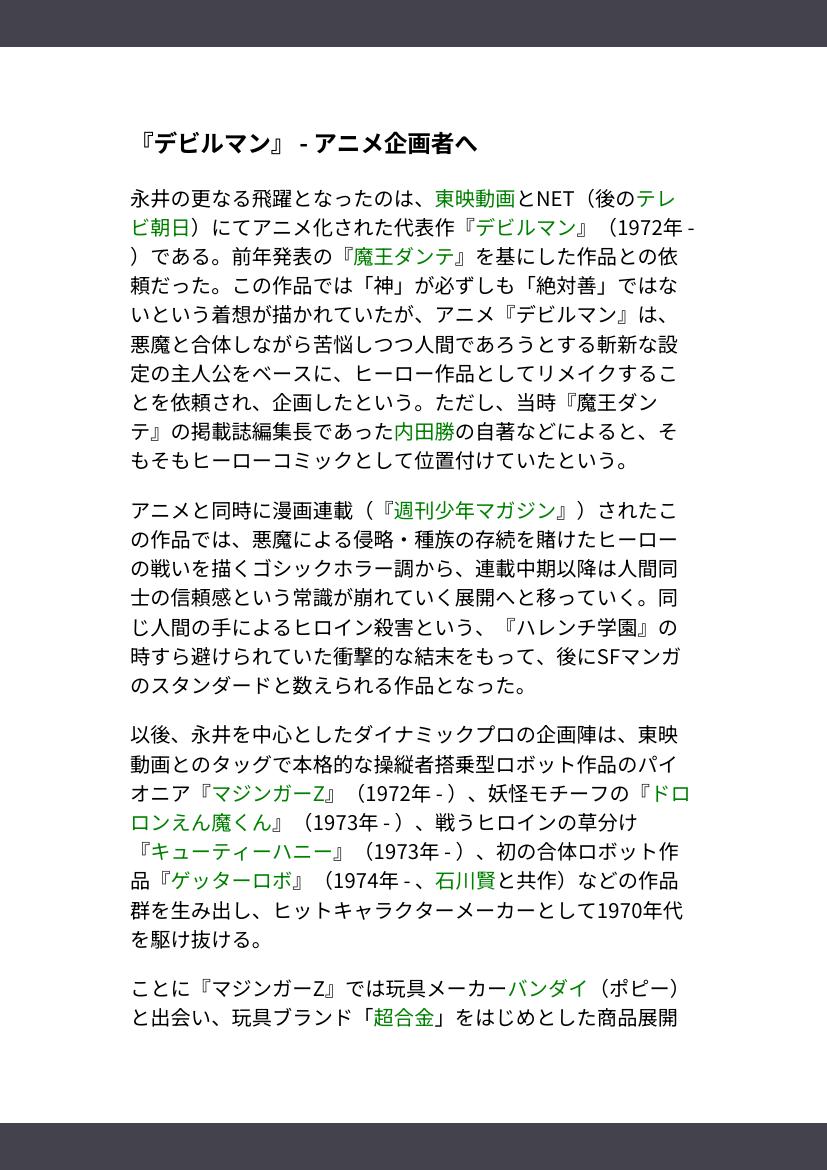 『デビルマン』 - アニメ企画者へ
永井の更なる飛躍となったのは、東映動画とNET（後のテレ
ビ朝日）にてアニメ化された代表作『デビルマン』（1972年 -
）である。前年発表の『魔王ダンテ』を基にした作品との依
頼だった。この作品では「神」が必ずしも「絶対善」ではな
いという着想が描かれていたが、アニメ『デビルマン』は、
悪魔と合体しながら苦悩しつつ人間であろうとする斬新な設
定の主人公をベースに、ヒーロー作品としてリメイクするこ
とを依頼され、企画したという。ただし、当時『魔王ダン
テ』の掲載誌編集長であった内田勝の自著などによると、そ
もそもヒーローコミックとして位置付けていたという。
アニメと同時に漫画連載（『週刊少年マガジン』）されたこ
の作品では、悪魔による侵略・種族の存続を賭けたヒーロー
の戦いを描くゴシックホラー調から、連載中期以降は人間同
士の信頼感という常識が崩れていく展開へと移っていく。同
じ人間の手によるヒロイン殺害という、『ハレンチ学園』の
時すら避けられていた衝撃的な結末をもって、後にSFマンガ
のスタンダードと数えられる作品となった。
以後、永井を中心としたダイナミックプロの企画陣は、東映
動画とのタッグで本格的な操縦者搭乗型ロボット作品のパイ
オニア『マジンガーZ』（1972年 - ）、妖怪モチーフの『ドロ
ロンえん魔くん』（1973年 - ）、戦うヒロインの草分け
『キューティーハニー』（1973年 - ）、初の合体ロボット作
品『ゲッターロボ』（1974年 - 、石川賢と共作）などの作品
群を生み出し、ヒットキャラクターメーカーとして1970年代
を駆け抜ける。
ことに『マジンガーZ』では玩具メーカーバンダイ（ポピー）
と出会い、玩具ブランド「超合金」をはじめとした商品展開